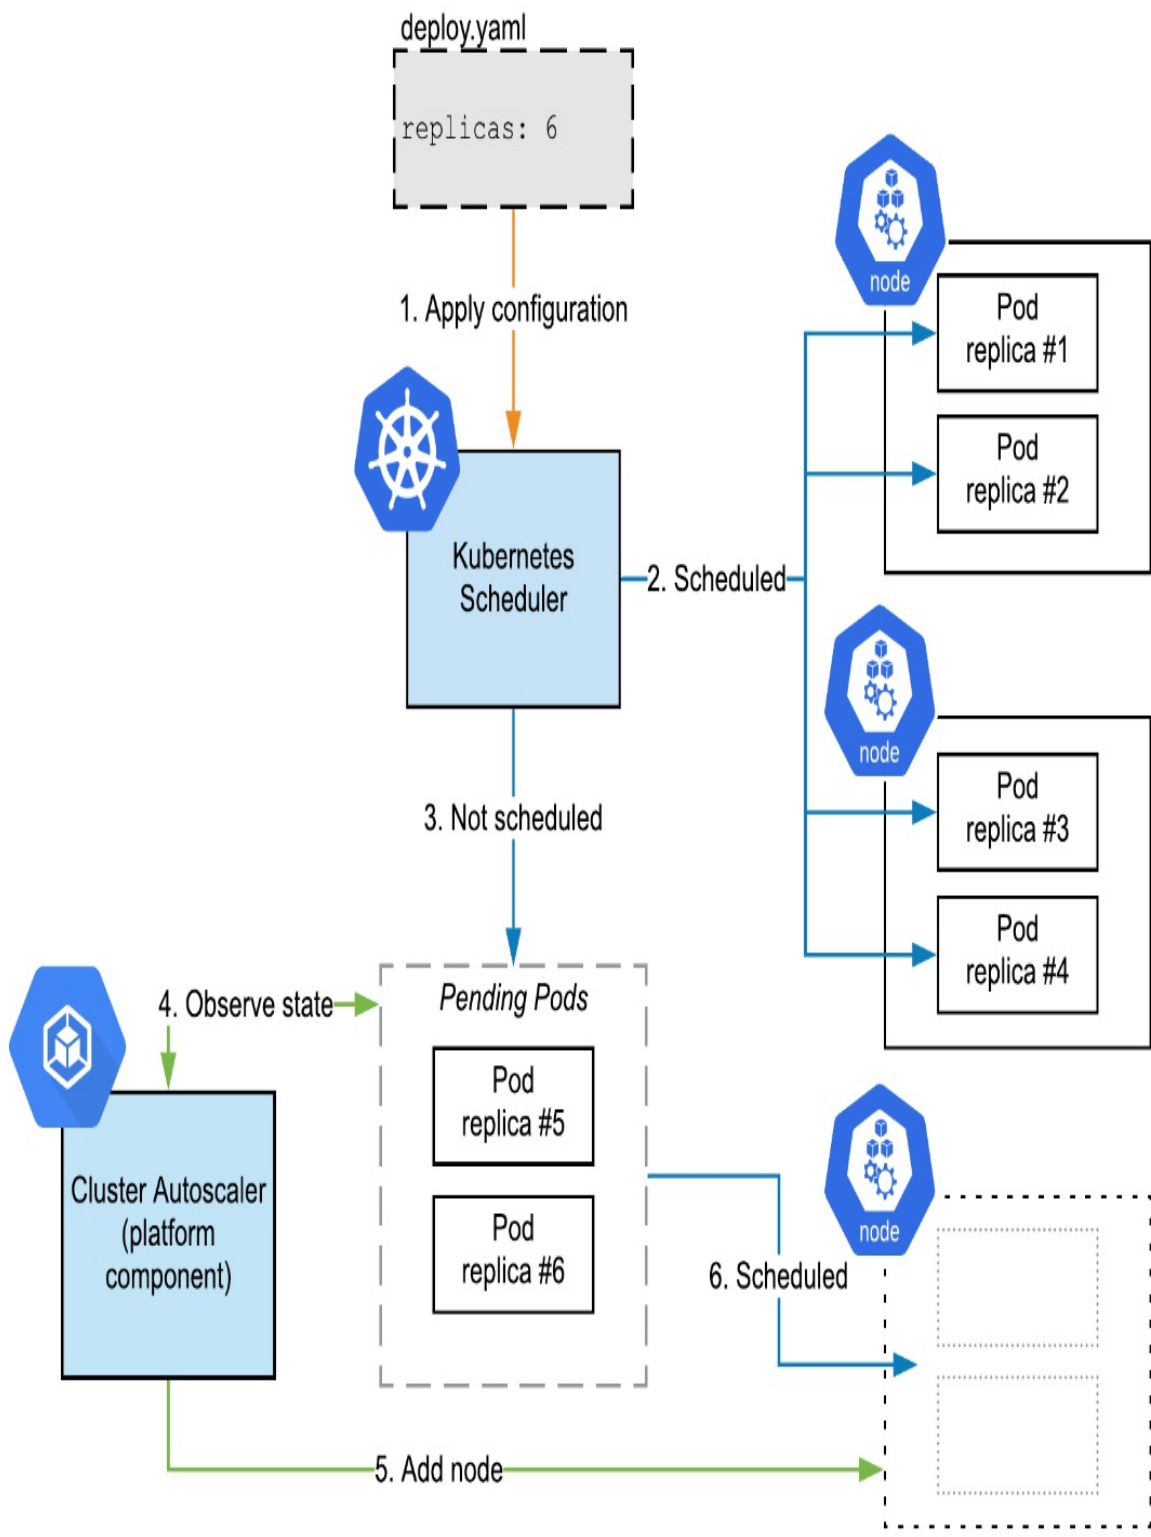 deploy.yaml
replicas: 6
1. Apply configuration
node
Pod
replica #1
Pod
replica #2
Kubernetes
Scheduler
2. Scheduled
node
Pod
replica #3
Pod
replica #4
3. Not scheduled
4. Observe state
Pending Pods
Pod
replica #5
Pod
replica #6
Cluster Autoscaler
(platform
component)
node
6. Scheduled
5. Add node